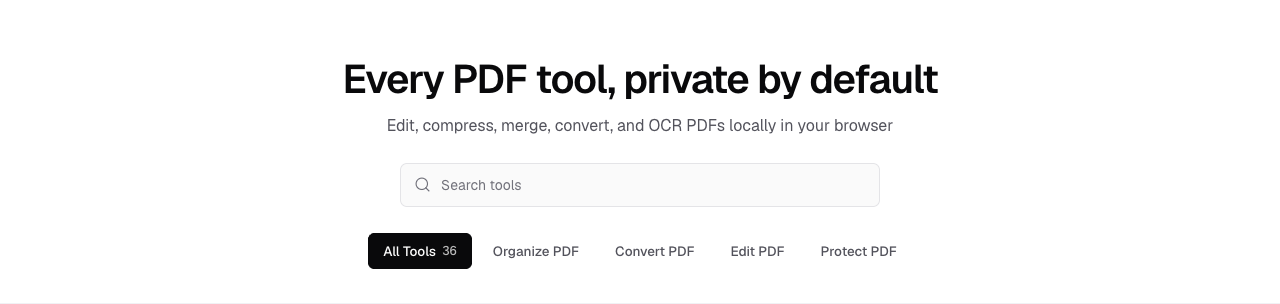 Every PDF tool, private by default
Edit, compress, merge, convert, and OCR PDFs locally in your browser
Search tools
All Tools 36 Organize PDF Convert PDF Edit PDF Protect PDF